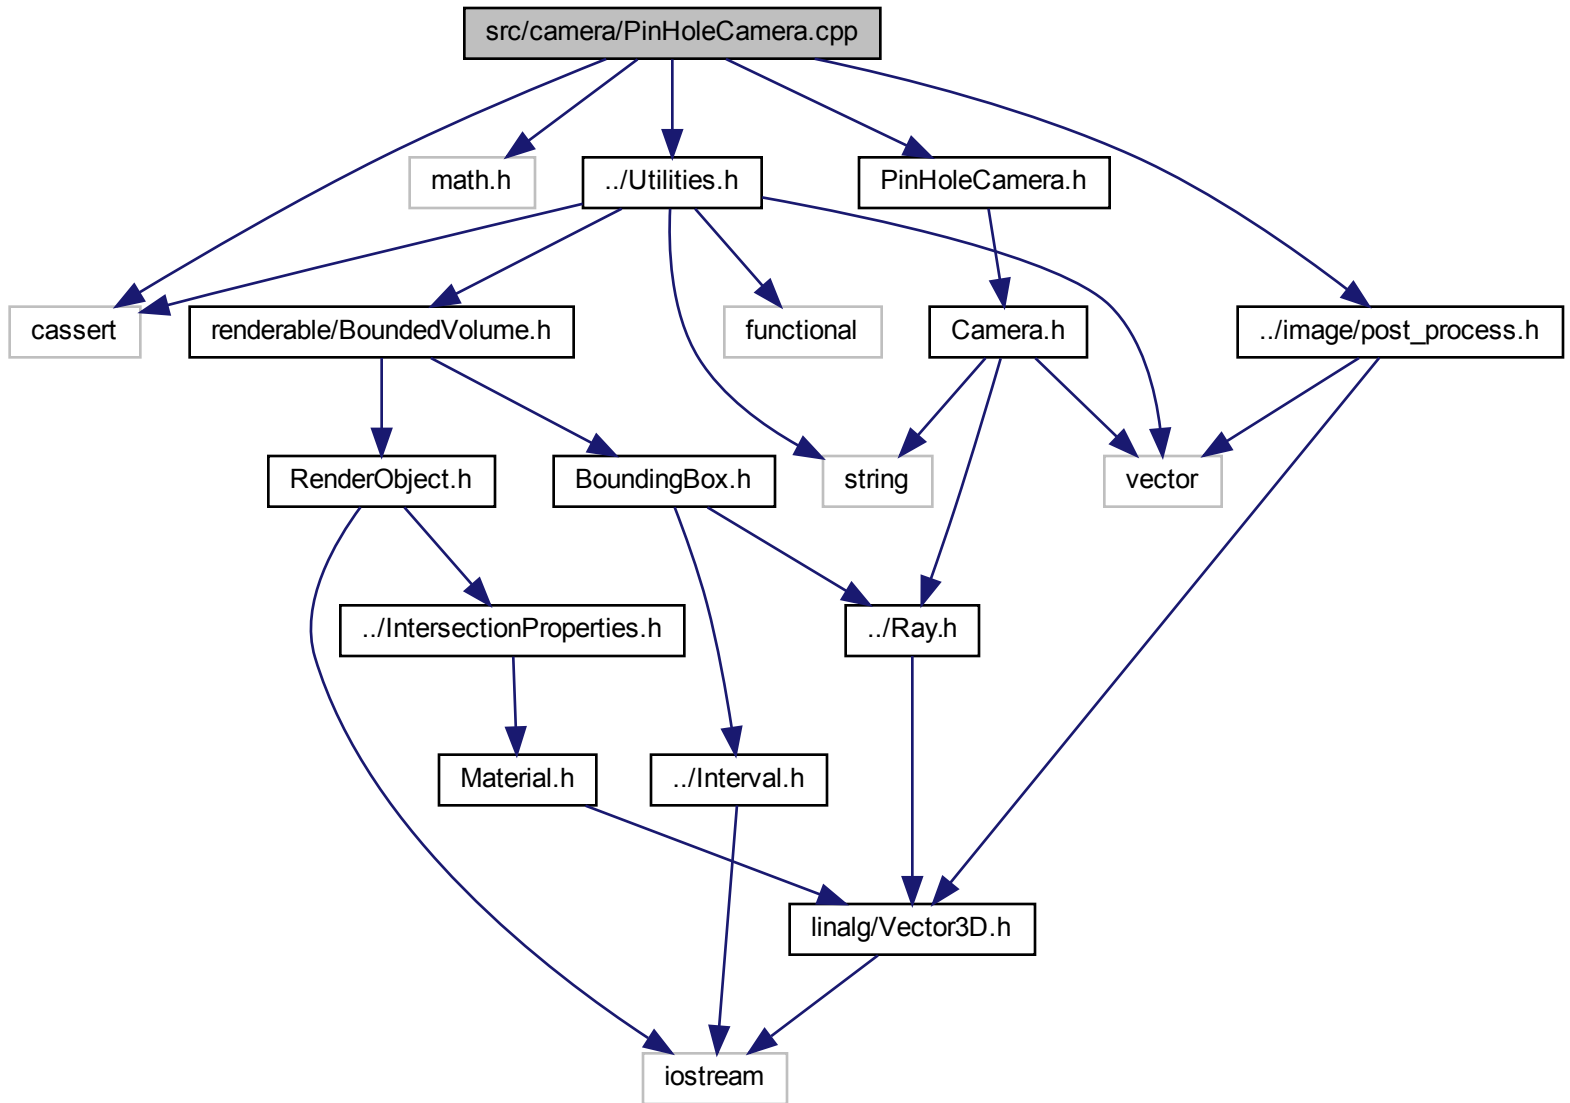 src/camera/PinHoleCamera.cpp
math.h
../Utilities.h
PinHoleCamera.h
cassert
renderable/BoundedVolume.h
functional
Camera.h
../image/post_process.h
RenderObject.h
BoundingBox.h
string
vector
../IntersectionProperties.h
../Ray.h
Material.h
../Interval.h
linalg/Vector3D.h
iostream